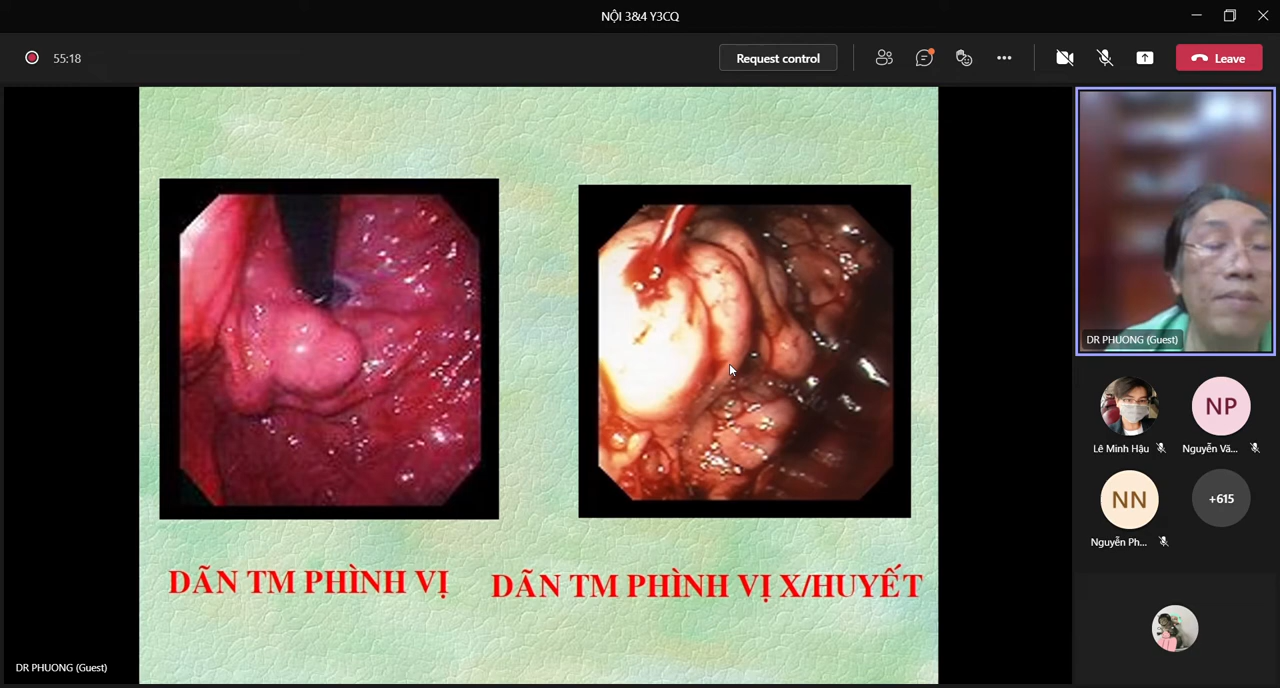 NỘI 3&4 Y3CQ
55:18
Request control
Leave
DR PHUONG (Guest)
Lê Minh Hậu
Nguyễn Vă...
NP
NN
+615
Nguyễn Ph...
DÃN TM PHÌNH VỊ
DÃN TM PHÌNH VỊ X/HUYẾT
DR PHUONG (Guest)